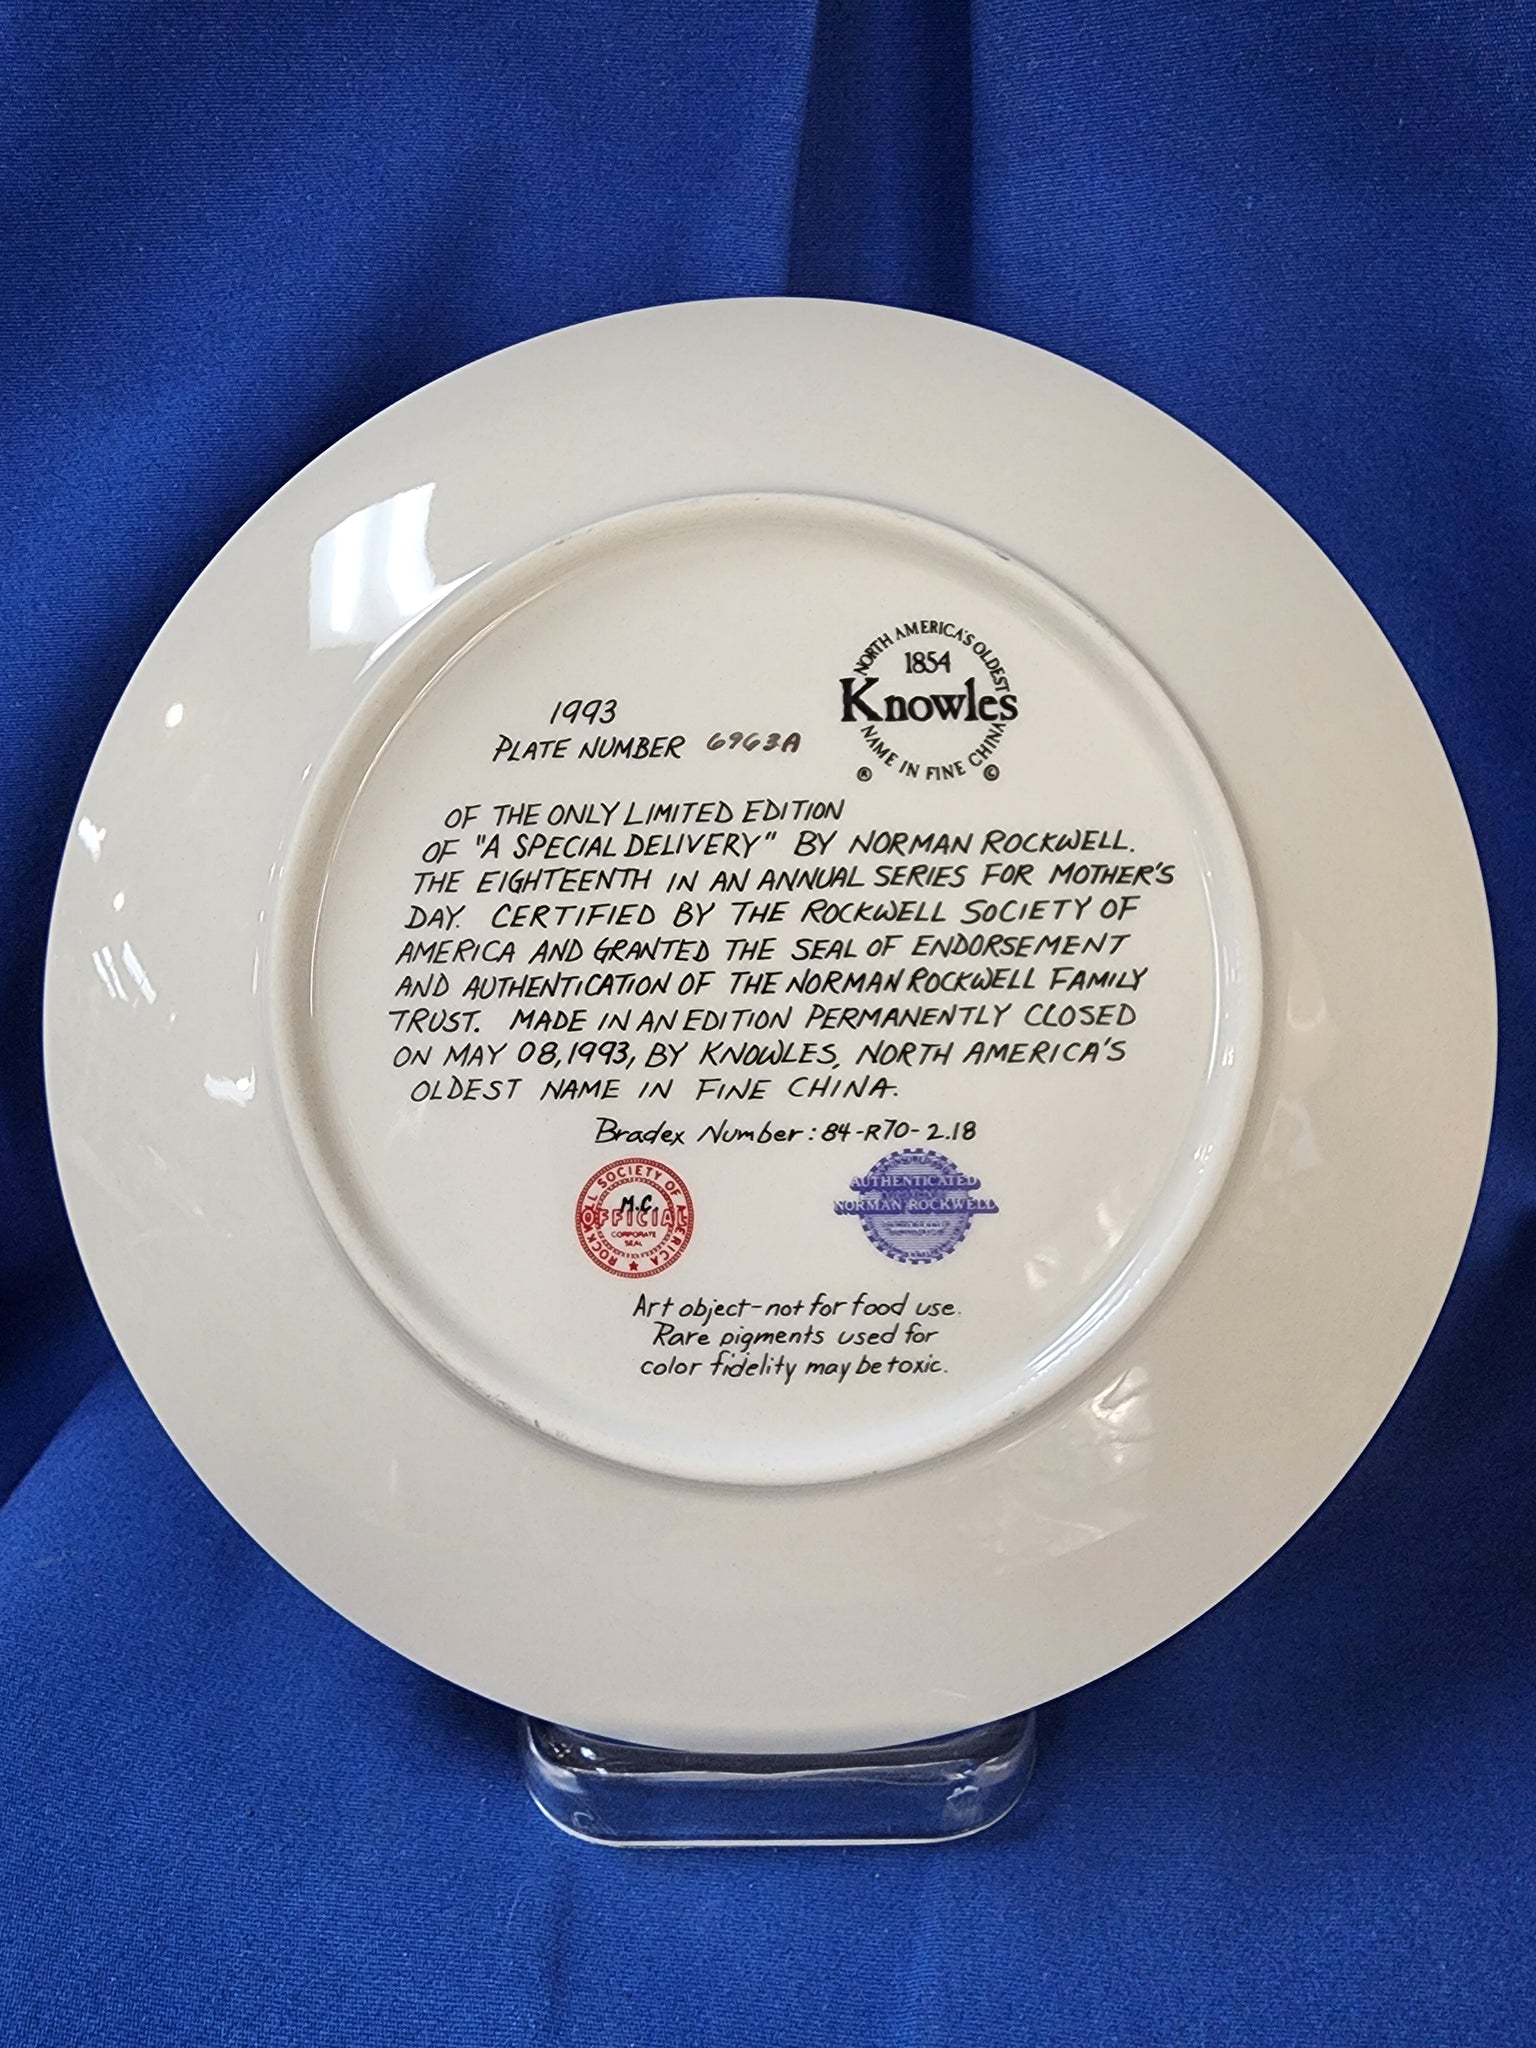 NORTH AMERICA'S OLDEST
1854
Knowles
NAME IN FINE CHINA
® ©
1993
PLATE NUMBER 6963A
OF THE ONLY LIMITED EDITION
OF "A SPECIAL DELIVERY" BY NORMAN ROCKWELL.
THE EIGHTEENTH IN AN ANNUAL SERIES FOR MOTHER'S
DAY. CERTIFIED BY THE ROCKWELL SOCIETY OF
AMERICA AND GRANTED THE SEAL OF ENDORSEMENT
AND AUTHENTICATION OF THE NORMAN ROCKWELL FAMILY
TRUST. MADE IN AN EDITION PERMANENTLY CLOSED
ON MAY 08, 1993, BY KNOWLES, NORTH AMERICA'S
OLDEST NAME IN FINE CHINA.
Bradex Number: 84-R70-2.18
ROCKWELL SOCIETY OF AMERICA
M.C.
OFFICIAL
CORPORATE
SEAL
AUTHENTICATED
NORMAN ROCKWELL
Art object-not for food use.
Rare pigments used for
color fidelity may be toxic.